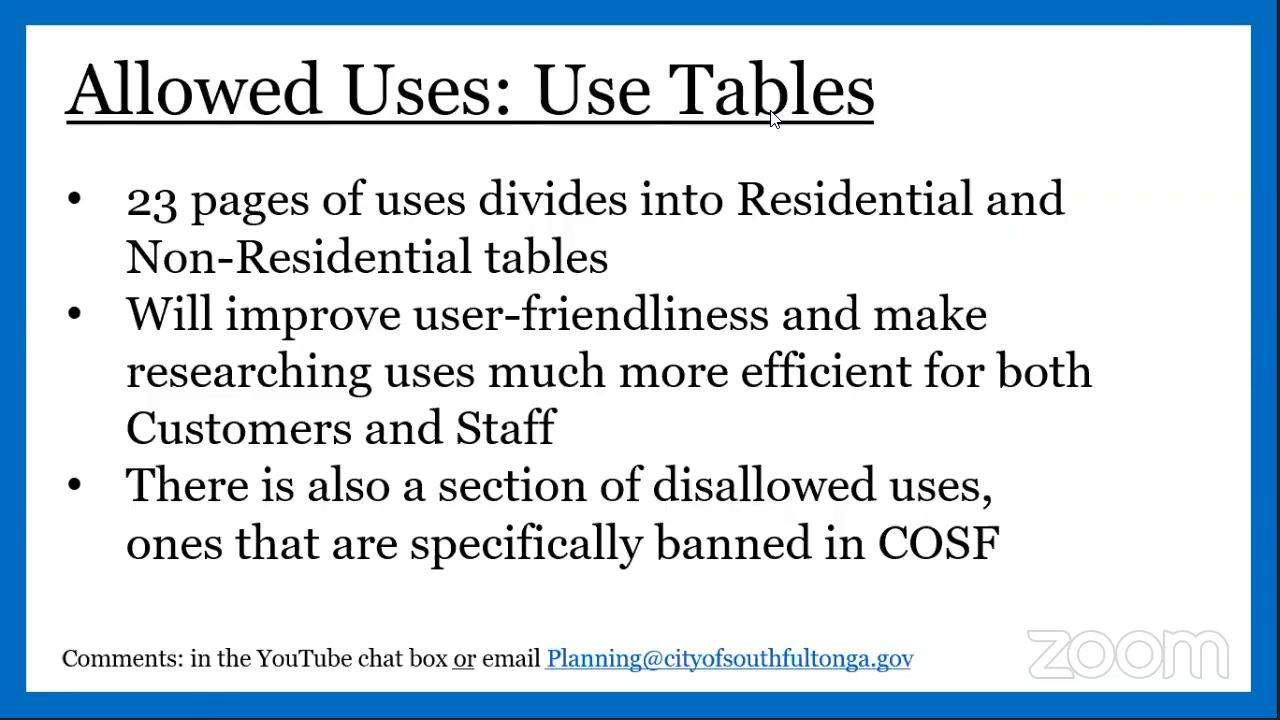 Allowed Uses: Use Tables
• 23 pages of uses divides into Residential and
Non-Residential tables
• Will improve user-friendliness and make
researching uses much more efficient for both
Customers and Staff
• There is also a section of disallowed uses,
ones that are specifically banned in COSF
Comments: in the YouTube chat box or email Planning@cityofsouthfultonga.gov
zoom